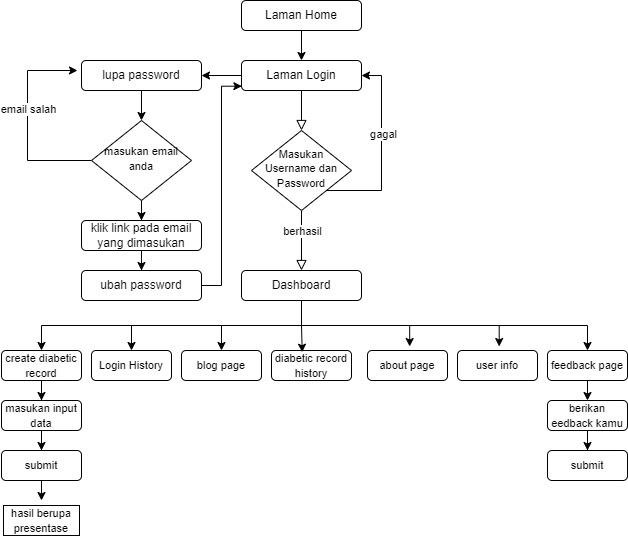 Laman Home
lupa password
Laman Login
email salah
gagal
masukan email
anda
Masukan
Username dan
Password
klik link pada email
yang dimasukan
berhasil
ubah password
Dashboard
create diabetic
record
Login History
blog page
diabetic record
history
about page
user info
feedback page
masukan input
data
berikan
eedback kamu
submit
submit
hasil berupa
presentase